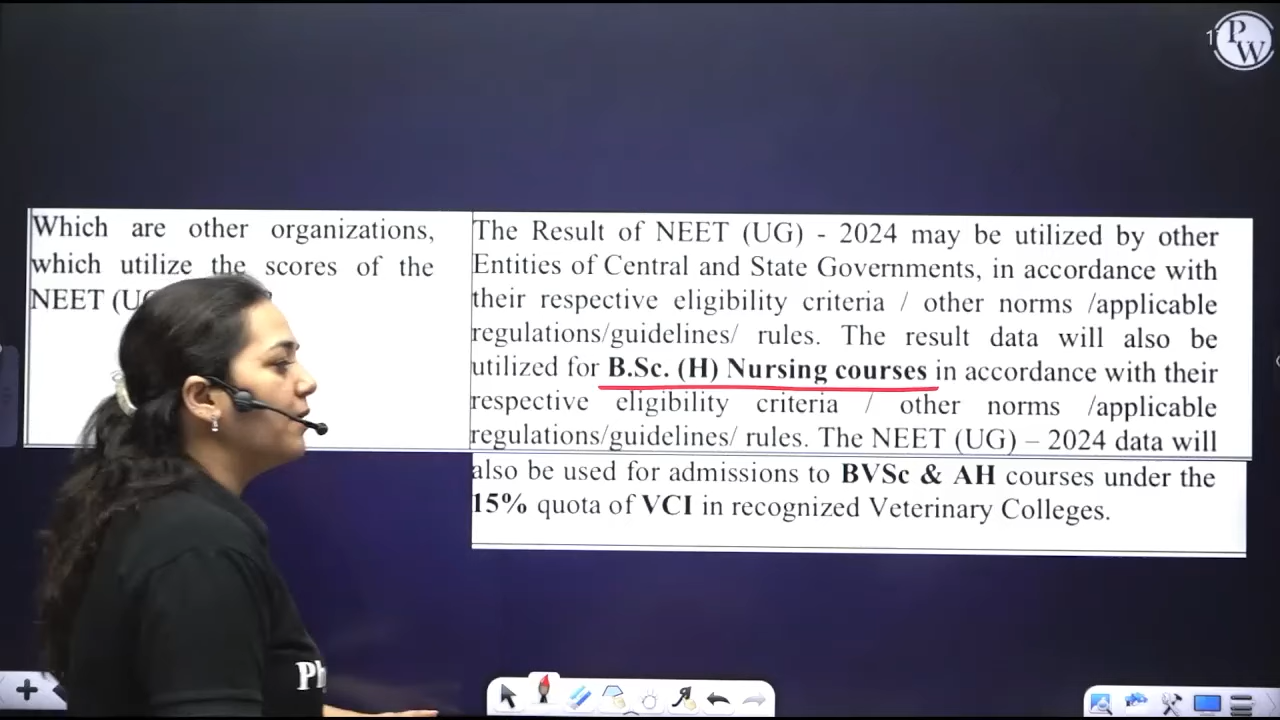 PW
Which are other organizations,
which utilize the scores of the
NEET (U
The Result of NEET (UG) - 2024 may be utilized by other
Entities of Central and State Governments, in accordance with
their respective eligibility criteria / other norms /applicable
regulations/guidelines/ rules. The result data will also be
utilized for B.Sc. (H) Nursing courses in accordance with their
respective eligibility criteria / other norms /applicable
regulations/guidelines/ rules. The NEET (UG) – 2024 data will
also be used for admissions to BVSc & AH courses under the
15% quota of VCI in recognized Veterinary Colleges.
Ph